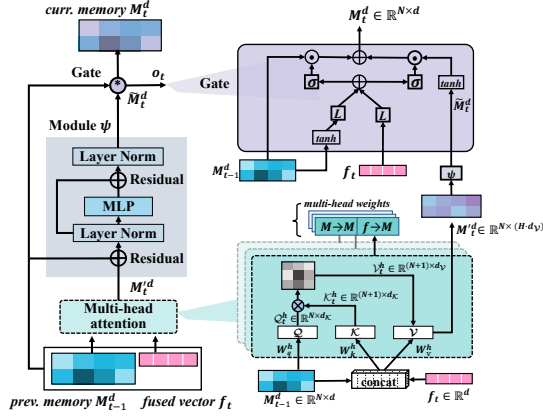 curr. memory M_t^d
Gate
*
o_t
M̃_t^d
Module ψ
Layer Norm
Residual
MLP
Layer Norm
Residual
M_t'^d
Multi-head
attention
prev. memory M_{t-1}^d fused vector f_t
M_t^d ∈ ℝ^{N×d}
Gate
σ
σ
tanh
L
L
M̃_t^d
tanh
M_{t-1}^d
f_t
ψ
multi-head weights
M→M
f→M
M'_t^d ∈ ℝ^{N×(H·d_𝒱)}
𝒱_t^h ∈ ℝ^{(N+1)×d_𝒱}
𝒦_t^h ∈ ℝ^{(N+1)×d_𝒦}
𝒬_t^h ∈ ℝ^{N×d_𝒦}
𝒬
𝒦
𝒱
W_q^h
W_k^h
W_v^h
M_{t-1}^d ∈ ℝ^{N×d}
concat
f_t ∈ ℝ^d